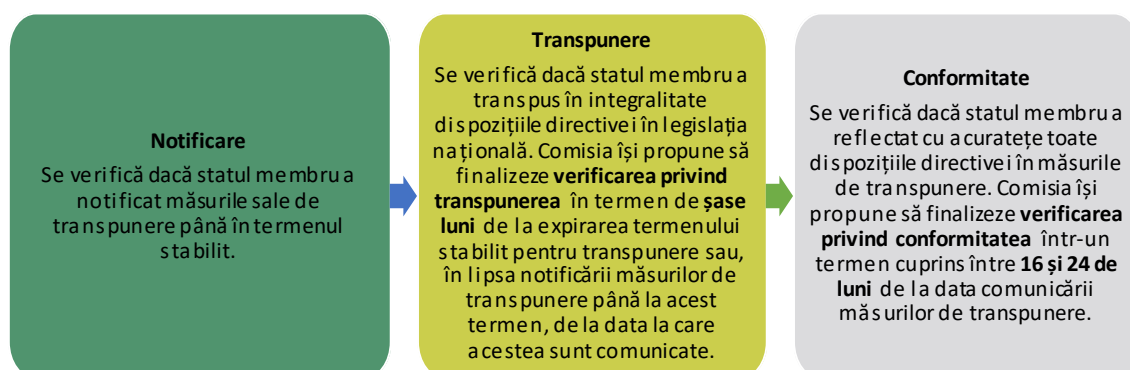 Notificare
Se verifică dacă statul membru a
notificat măsurile sale de
transpunere până în termenul
stabilit.
Transpunere
Se verifică dacă statul membru a
transpus în integralitate
dispozițiile directivei în legislația
națională. Comisia își propune să
finalizeze verificarea privind
transpunerea în termen de șase
luni de la expirarea termenului
stabilit pentru transpunere sau,
în lipsa notificării măsurilor de
transpunere până la acest
termen, de la data la care
acestea sunt comunicate.
Conformitate
Se verifică dacă statul membru a
reflectat cu acuratețe toate
dispozițiile directivei în măsurile
de transpunere. Comisia își
propune să finalizeze verificarea
privind conformitatea într-un
termen cuprins între 16 și 24 de
luni de la data comunicării
măsurilor de transpunere.